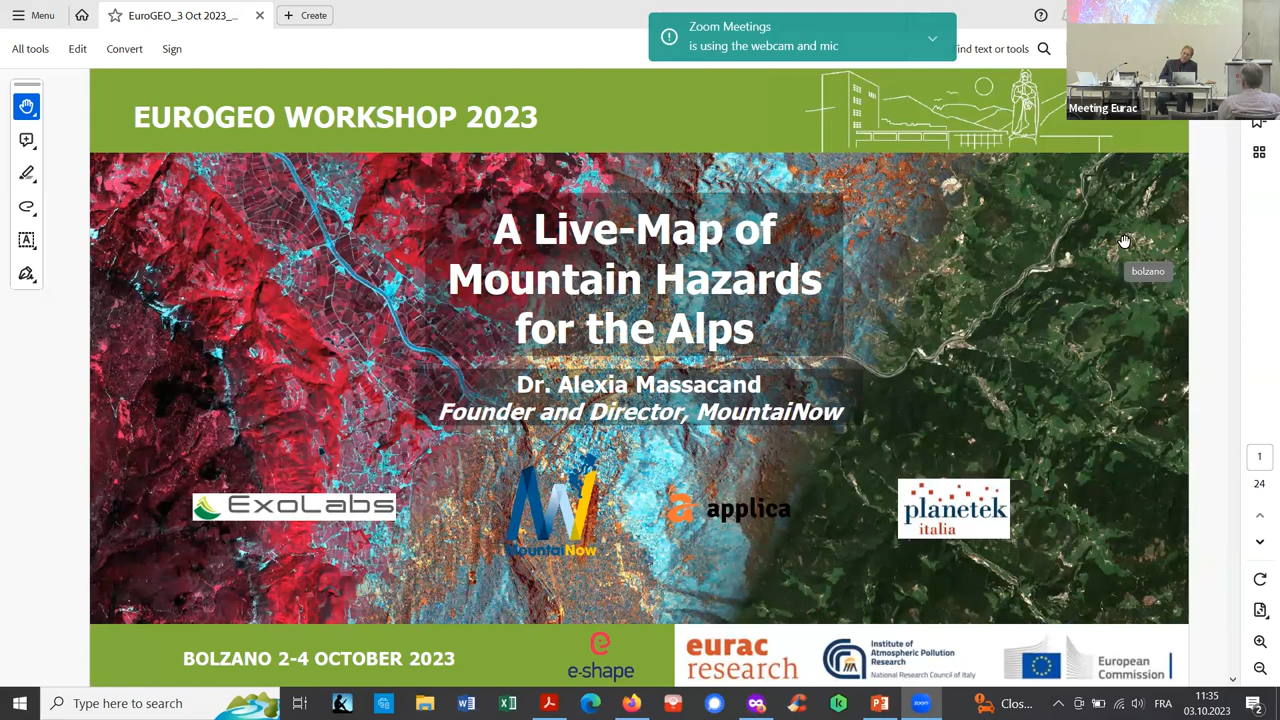 Menu
EuroGEO_3 Oct 2023_...
Create
Zoom Meetings
is using the webcam and mic
All tools
Edit
Convert
Sign
ind text or tools
Meeting Eurac
EUROGEO WORKSHOP 2023
A Live-Map of
Mountain Hazards
for the Alps
bolzano
Dr. Alexia Massacand
Founder and Director, MountaiNow
ExoLabs
MountaiNow
applica
planetek
italia
1
24
BOLZANO 2-4 OCTOBER 2023
e-shape
eurac
research
Institute of
Atmospheric Pollution
Research
National Research Council of Italy
European
Commission
Type here to search
Clos...
FRA
11:35
03.10.2023
2